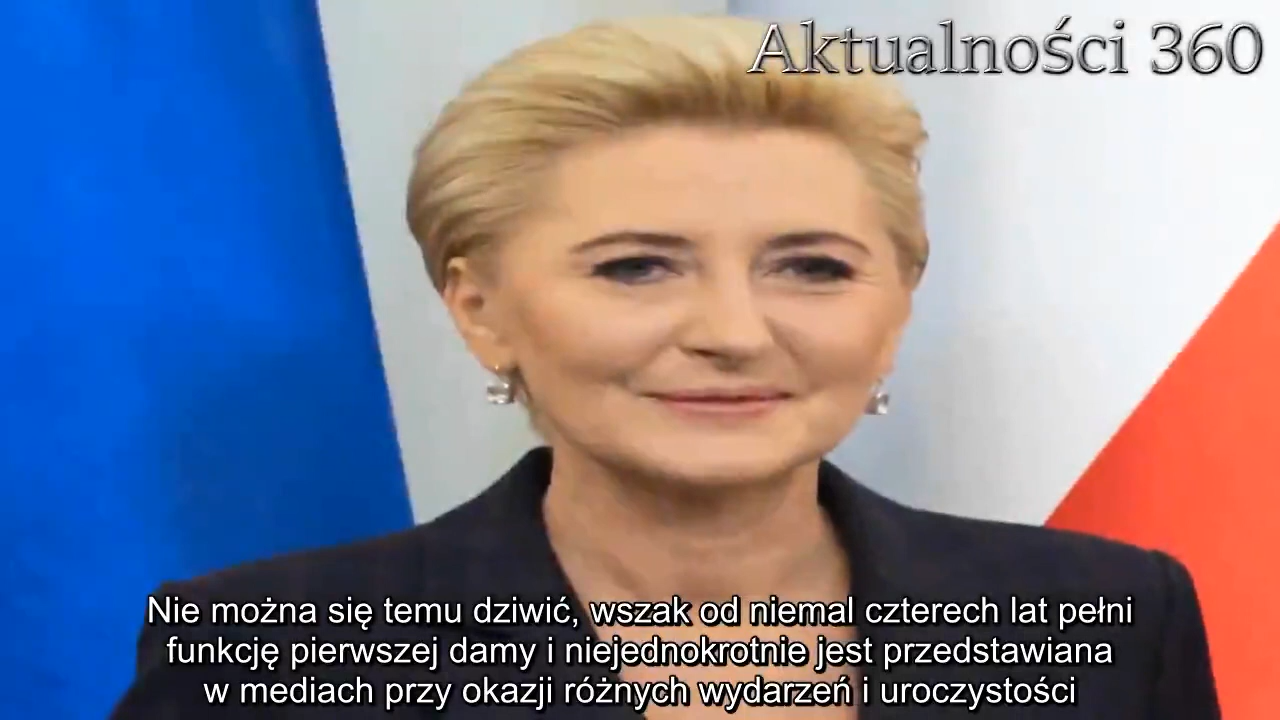 Aktualności 360
Nie można się temu dziwić, wszak od niemal czterech lat pełni
funkcję pierwszej damy i niejednokrotnie jest przedstawiana
w mediach przy okazji różnych wydarzeń i uroczystości